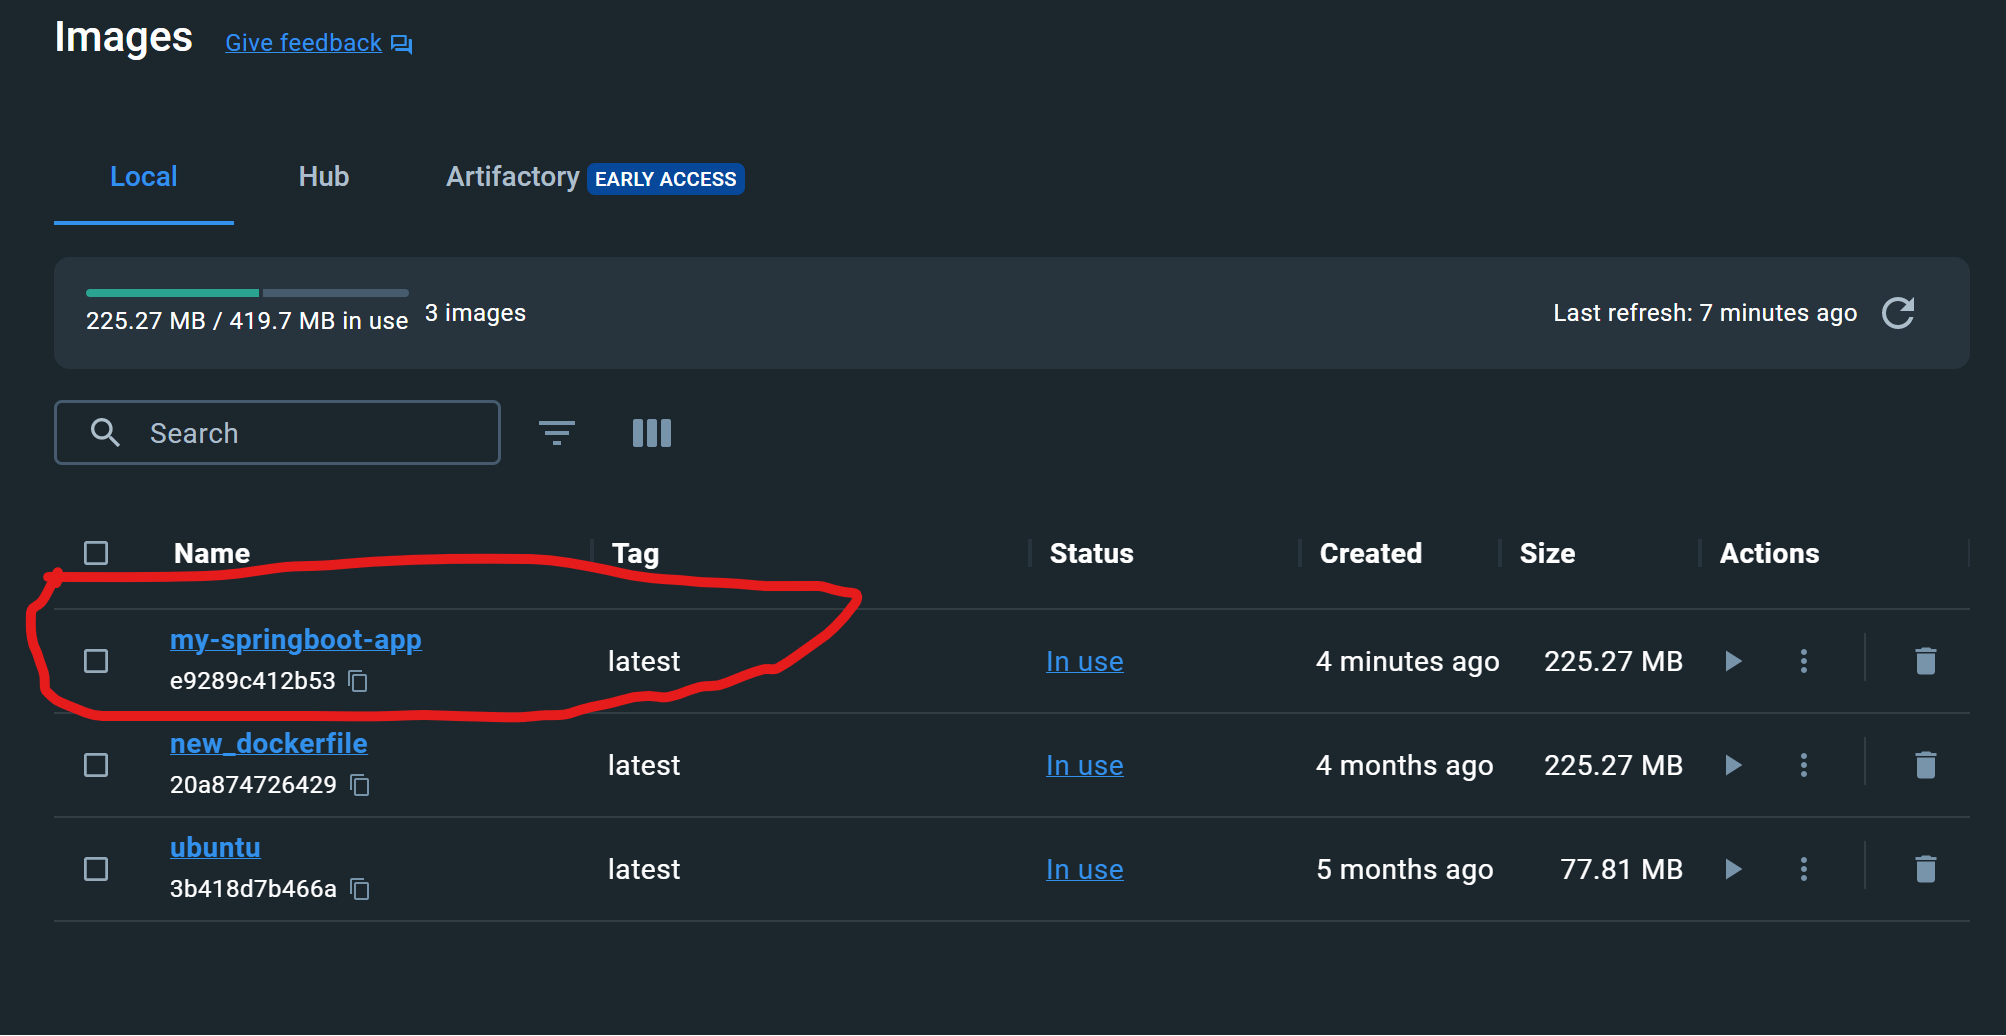 Images Give feedback
Local Hub Artifactory EARLY ACCESS
225.27 MB / 419.7 MB in use 3 images Last refresh: 7 minutes ago
Search
Name Tag Status Created Size Actions
my-springboot-app
e9289c412b53 latest In use 4 minutes ago 225.27 MB
new_dockerfile
20a874726429 latest In use 4 months ago 225.27 MB
ubuntu
3b418d7b466a latest In use 5 months ago 77.81 MB